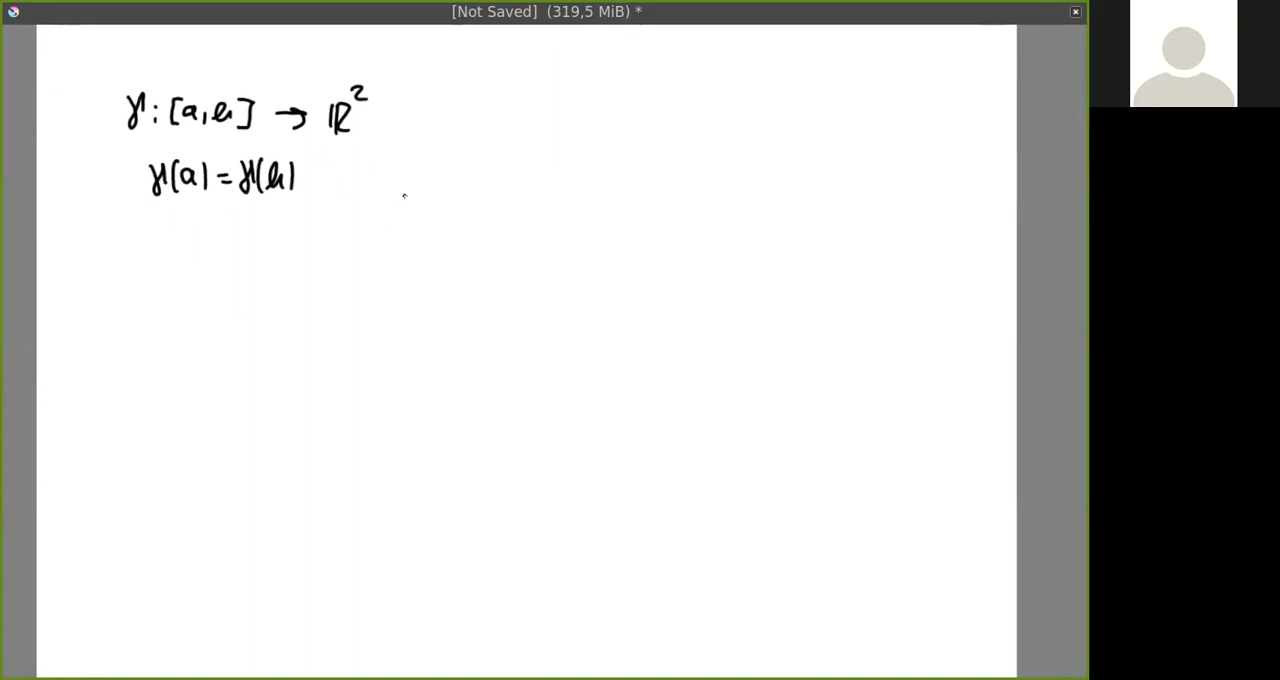 [Not Saved] (319,5 MiB) *
γ : [a, b] → ℝ²
γ(a) = γ(b)